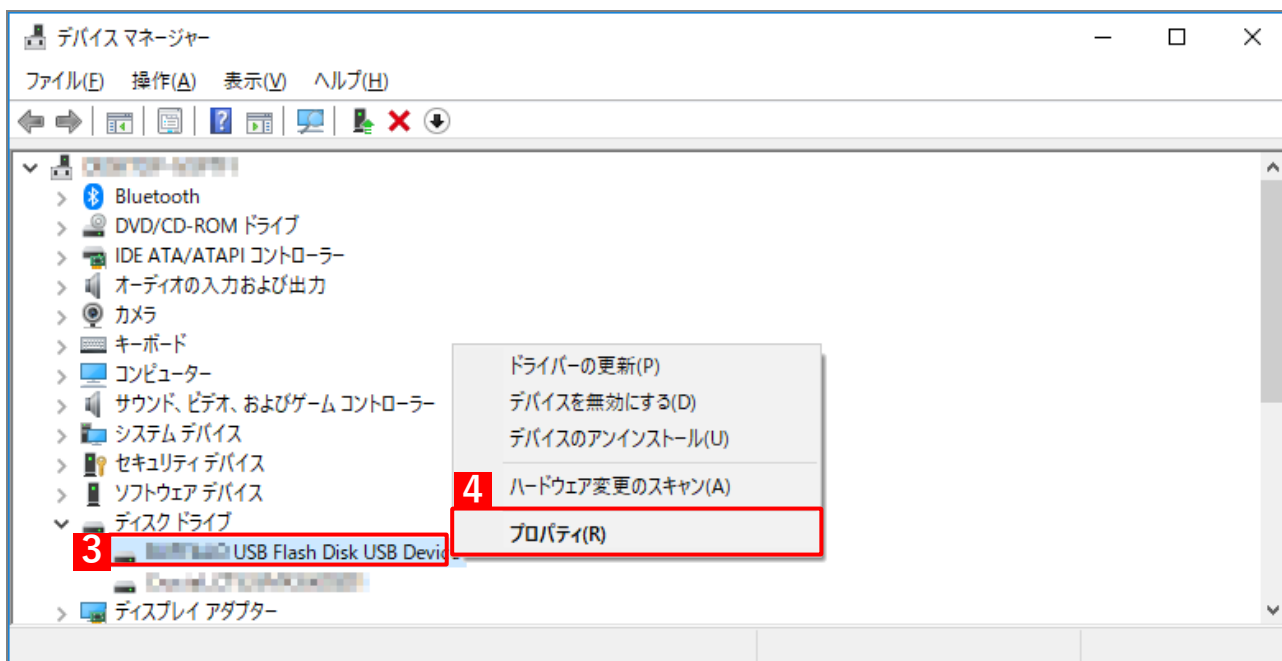 デバイス マネージャー
ファイル(F) 操作(A) 表示(V) ヘルプ(H)
Bluetooth
DVD/CD-ROM ドライブ
IDE ATA/ATAPI コントローラー
オーディオの入力および出力
カメラ
キーボード
コンピューター
サウンド、ビデオ、およびゲーム コントローラー
システム デバイス
セキュリティ デバイス
ソフトウェア デバイス
ディスク ドライブ
3
USB Flash Disk USB Device
ディスプレイ アダプター
ドライバーの更新(P)
デバイスを無効にする(D)
デバイスのアンインストール(U)
ハードウェア変更のスキャン(A)
4
プロパティ(R)